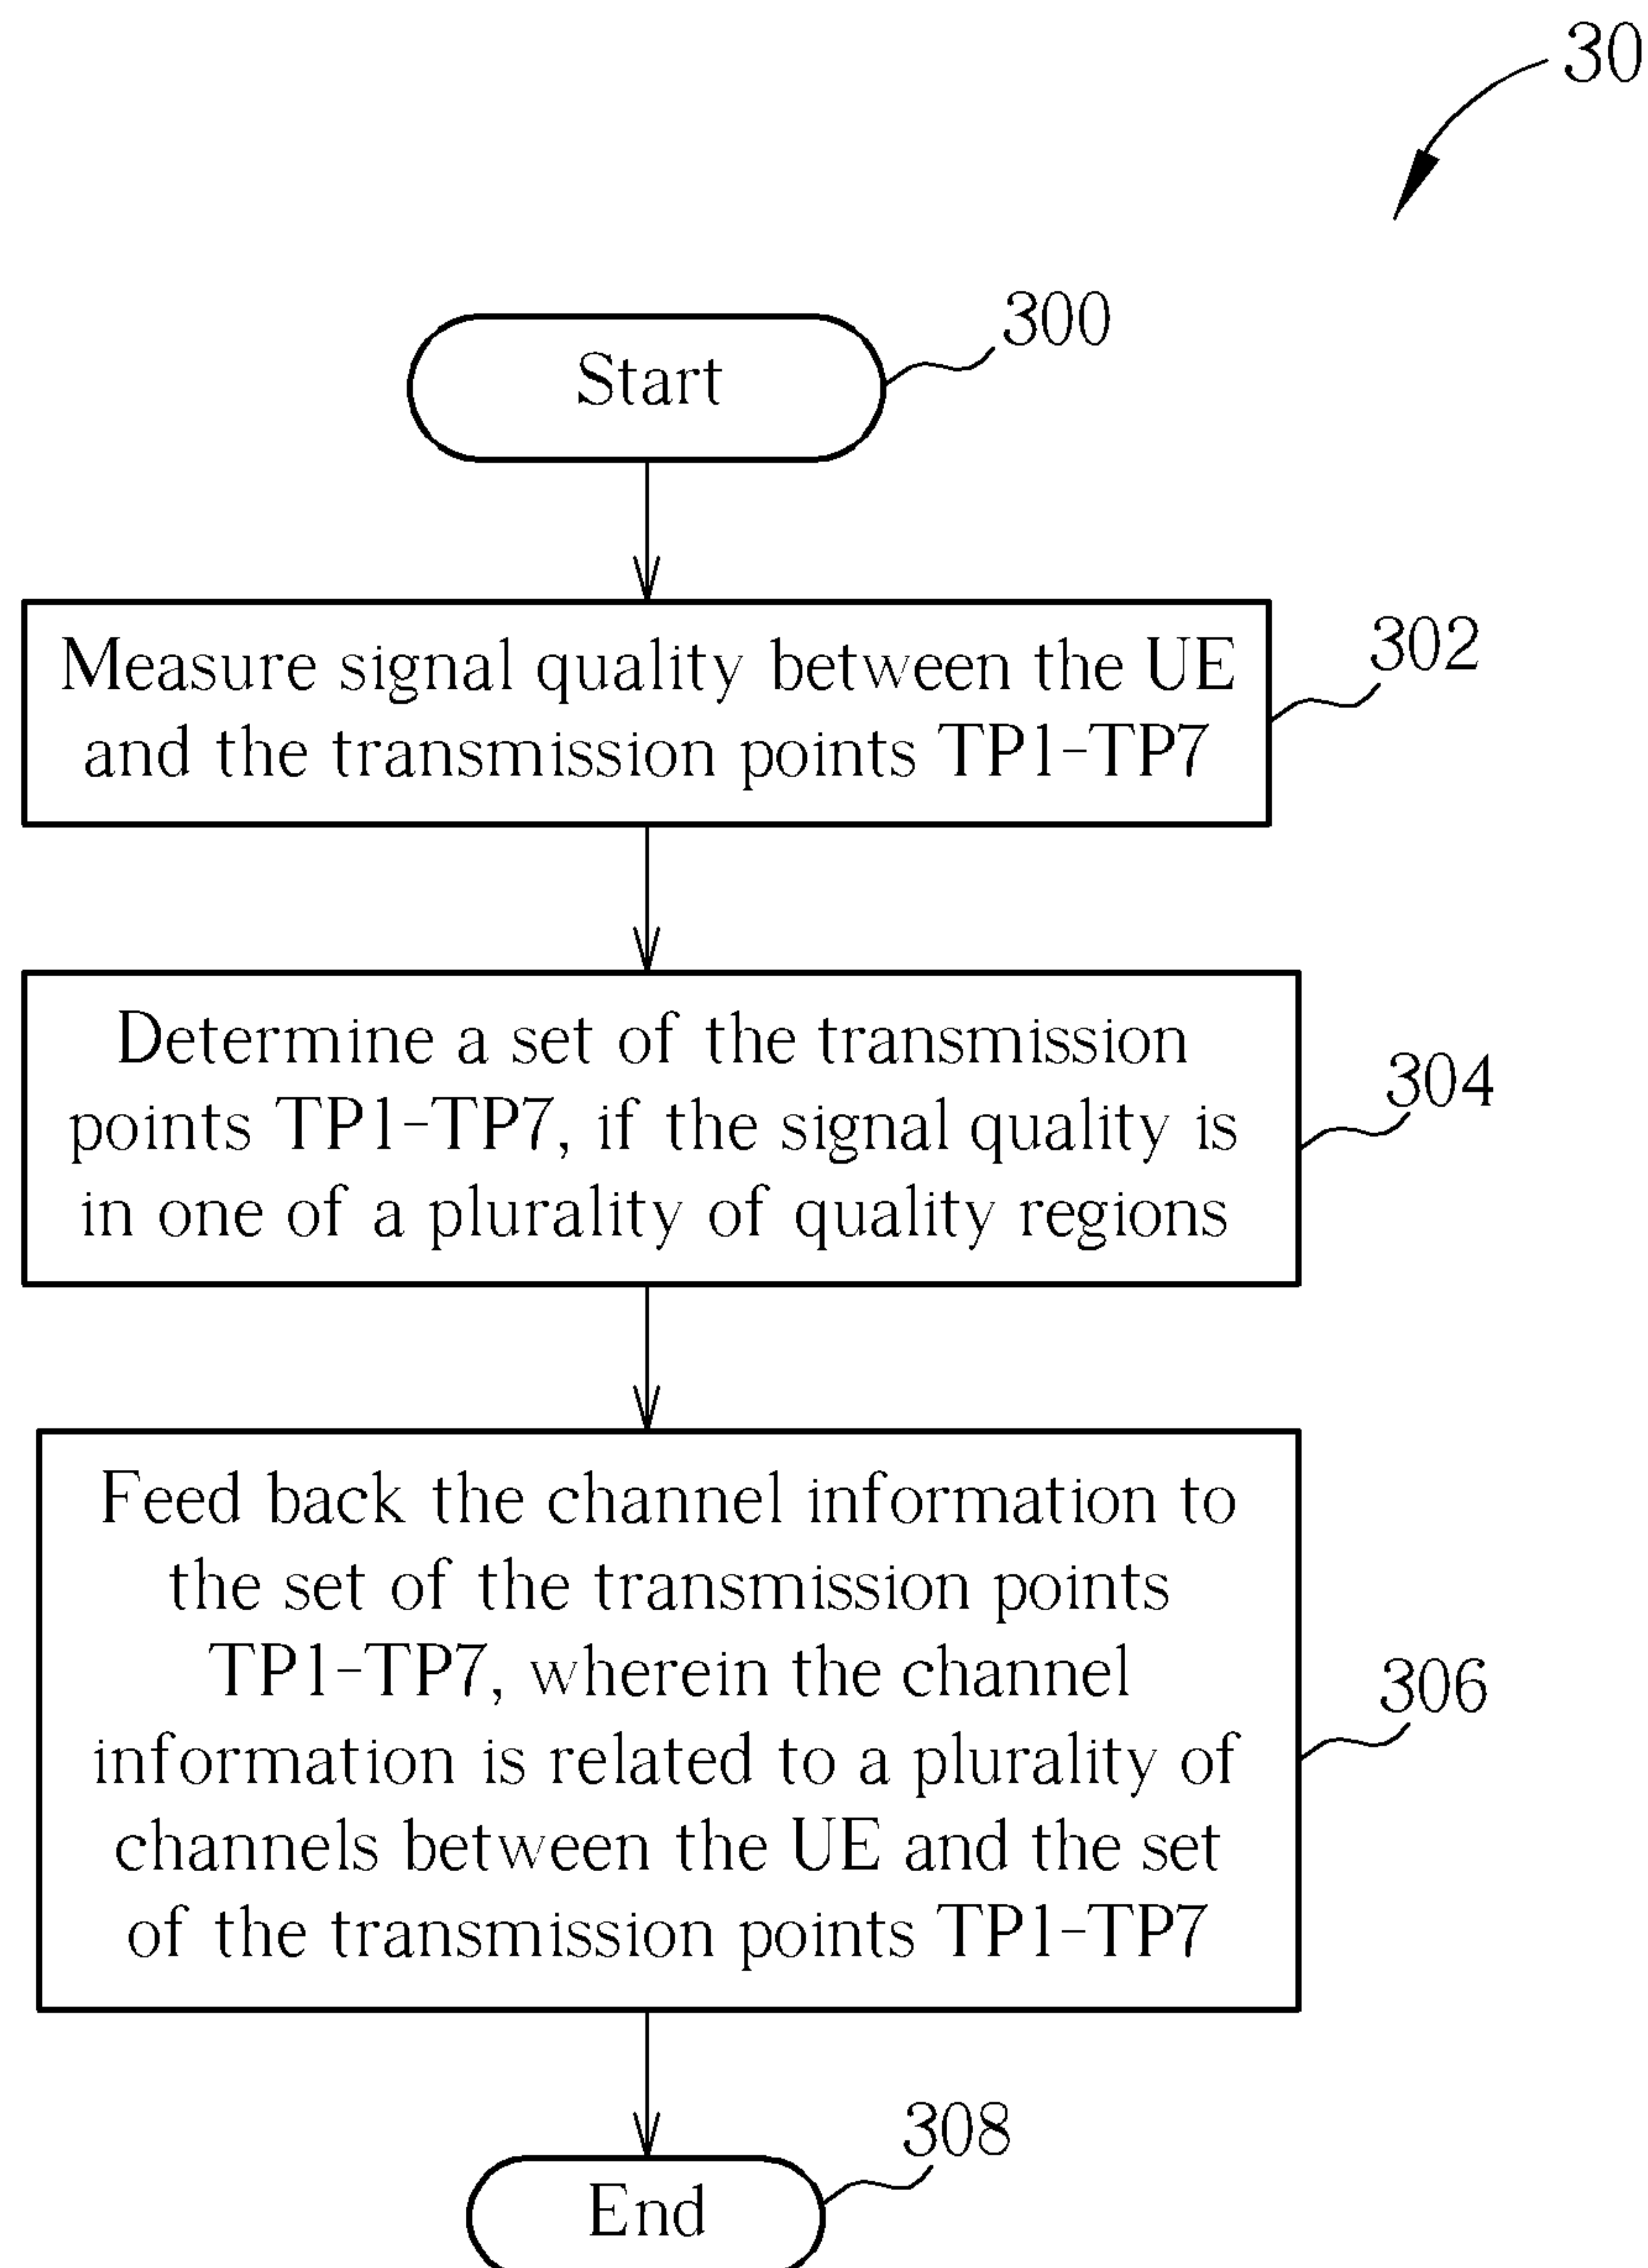 30
300
Start
302
Measure signal quality between the UE
and the transmission points TP1-TP7
304
Determine a set of the transmission
points TP1-TP7, if the signal quality is
in one of a plurality of quality regions
306
Feed back the channel information to
the set of the transmission points
TP1-TP7, wherein the channel
information is related to a plurality of
channels between the UE and the set
of the transmission points TP1-TP7
308
End